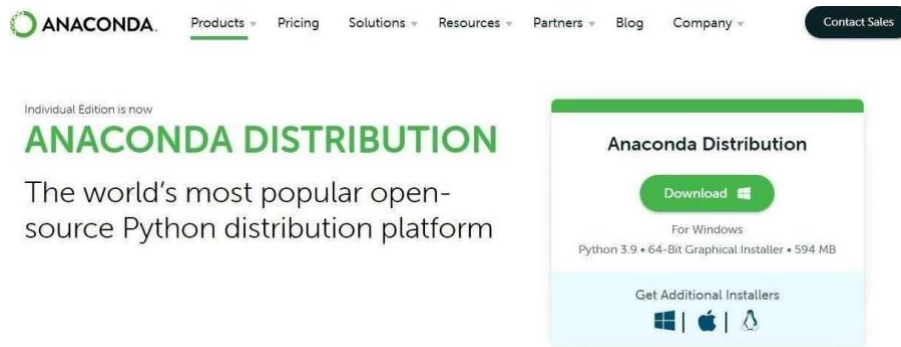 ANACONDA.
Products Pricing Solutions Resources Partners Blog Company Contact Sales
Individual Edition is now
ANACONDA DISTRIBUTION
The world's most popular open-
source Python distribution platform
Anaconda Distribution
Download
For Windows
Python 3.9 • 64-Bit Graphical Installer • 594 MB
Get Additional Installers